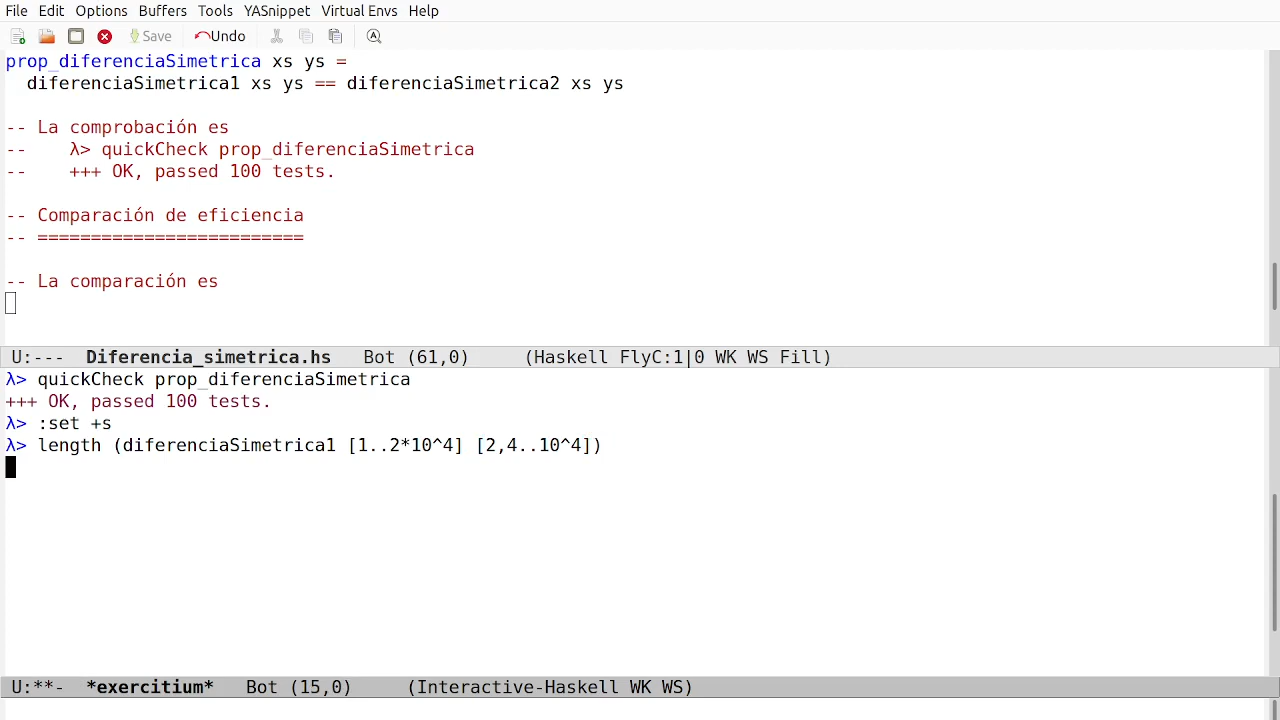 File Edit Options Buffers Tools YASnippet Virtual Envs Help
Save Undo
prop_diferenciaSimetrica xs ys =
  diferenciaSimetrica1 xs ys == diferenciaSimetrica2 xs ys
-- La comprobación es
--    λ> quickCheck prop_diferenciaSimetrica
--    +++ OK, passed 100 tests.
-- Comparación de eficiencia
-- =========================
-- La comparación es
U:---  Diferencia_simetrica.hs   Bot (61,0)     (Haskell FlyC:1|0 WK WS Fill)
λ> quickCheck prop_diferenciaSimetrica
+++ OK, passed 100 tests.
λ> :set +s
λ> length (diferenciaSimetrica1 [1..2*10^4] [2,4..10^4])
U:**-  *exercitium*   Bot (15,0)     (Interactive-Haskell WK WS)